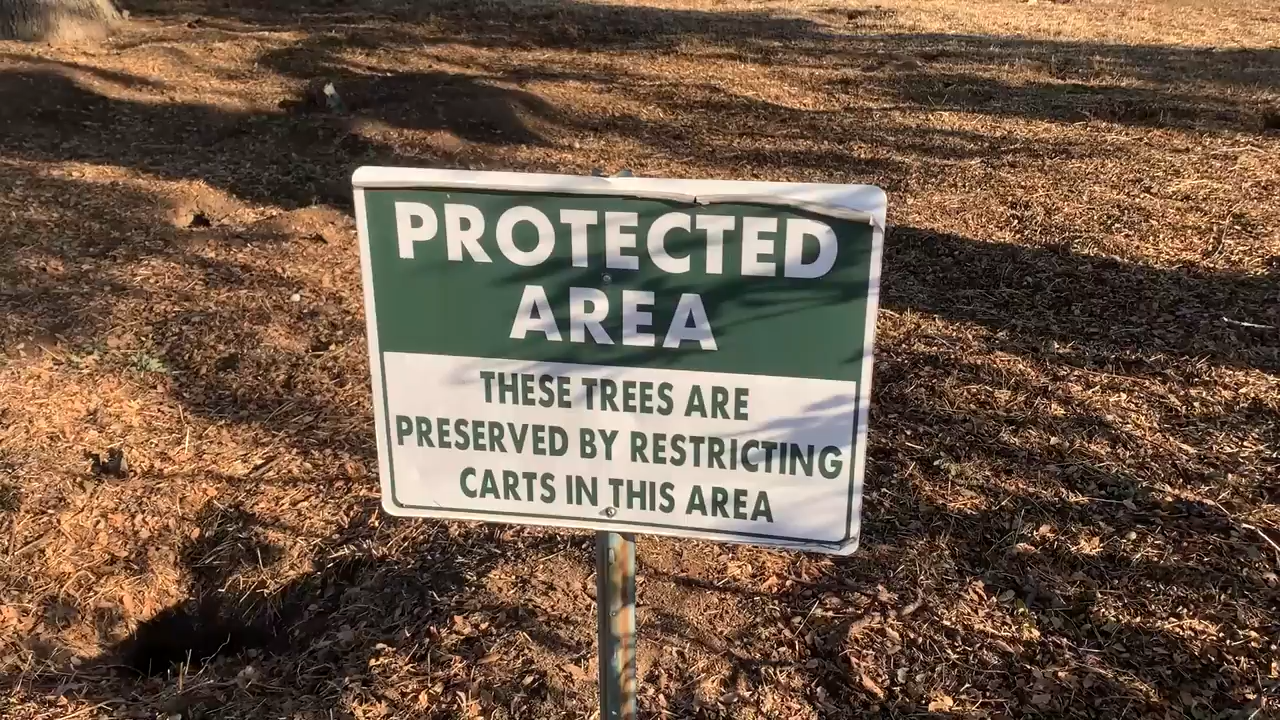 PROTECTED
AREA
THESE TREES ARE
PRESERVED BY RESTRICTING
CARTS IN THIS AREA